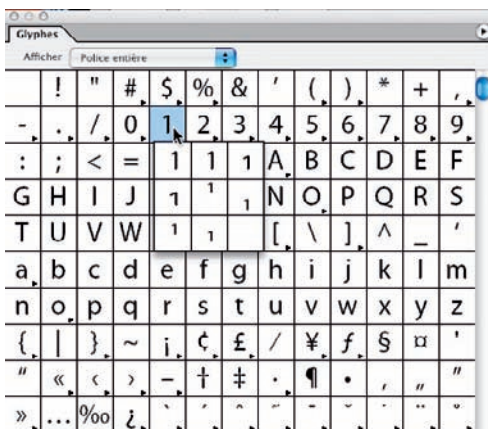 Glyphes
Afficher Police entière
! " # $ % & ' ( ) * + ,
- . / 0 1 2 3 4 5 6 7 8 9
: ; < = 1 1 1 A B C D E F
G H I J 1 1 1 N O P Q R S
T U V W 1 1 [ \ ] ^ _ '
a b c d e f g h i j k l m
n o p q r s t u v w x y z
{ | } ~ ¡ ¢ £ / ¥ ƒ § ¤ '
" « ‹ › – † ‡ · ¶ • , „ "
» … ‰ ¿ ` ´ ˆ ˜ ¯ ˘ ˙ ¨ ˚